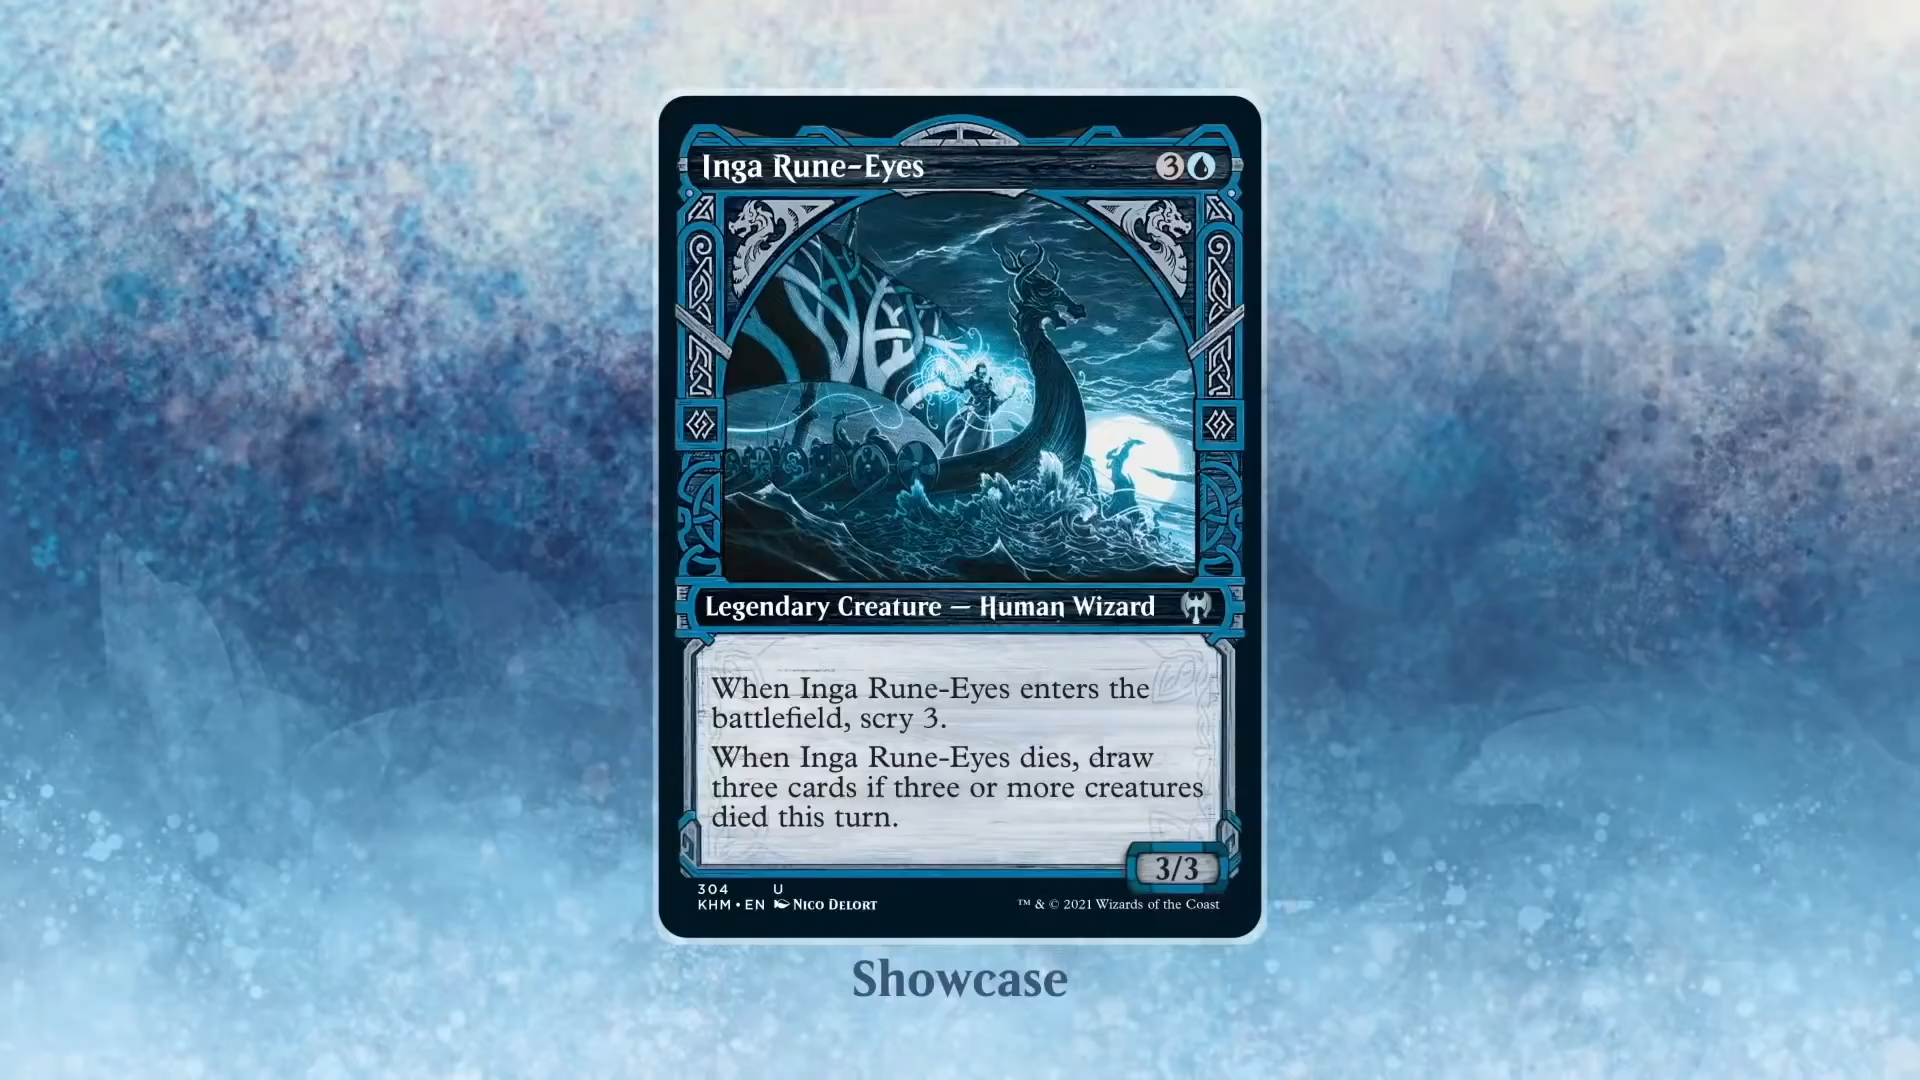 Inga Rune-Eyes 3
Legendary Creature — Human Wizard
When Inga Rune-Eyes enters the
battlefield, scry 3.
When Inga Rune-Eyes dies, draw
three cards if three or more creatures
died this turn.
3/3
304 U
KHM • EN Nico Delort ™ & © 2021 Wizards of the Coast
Showcase